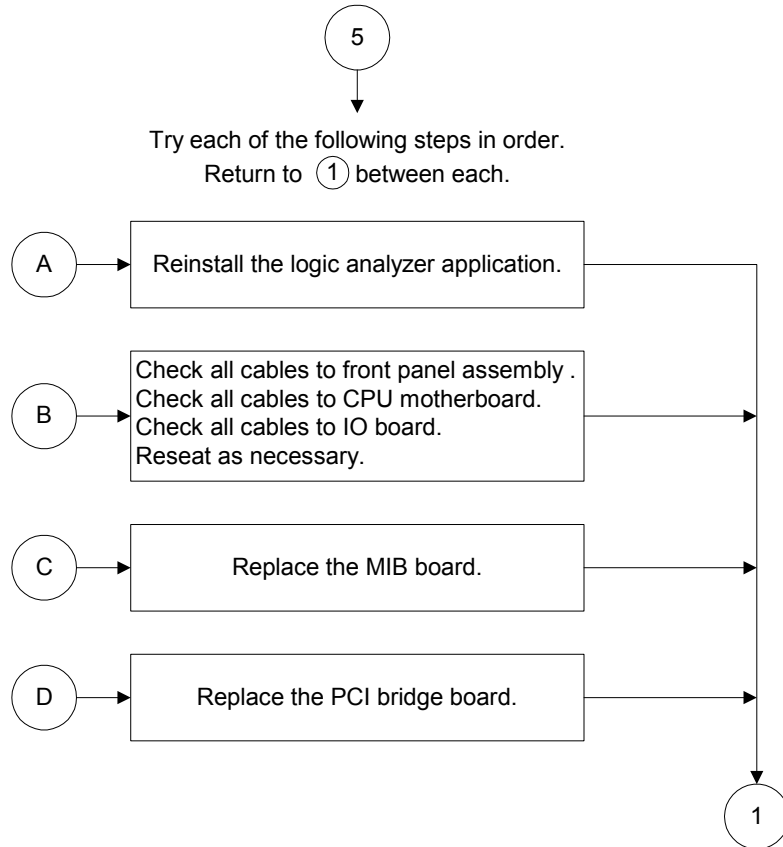 5
Try each of the following steps in order.
Return to 1 between each.
A
Reinstall the logic analyzer application.
B
Check all cables to front panel assembly .
Check all cables to CPU motherboard.
Check all cables to IO board.
Reseat as necessary.
C
Replace the MIB board.
D
Replace the PCI bridge board.
1